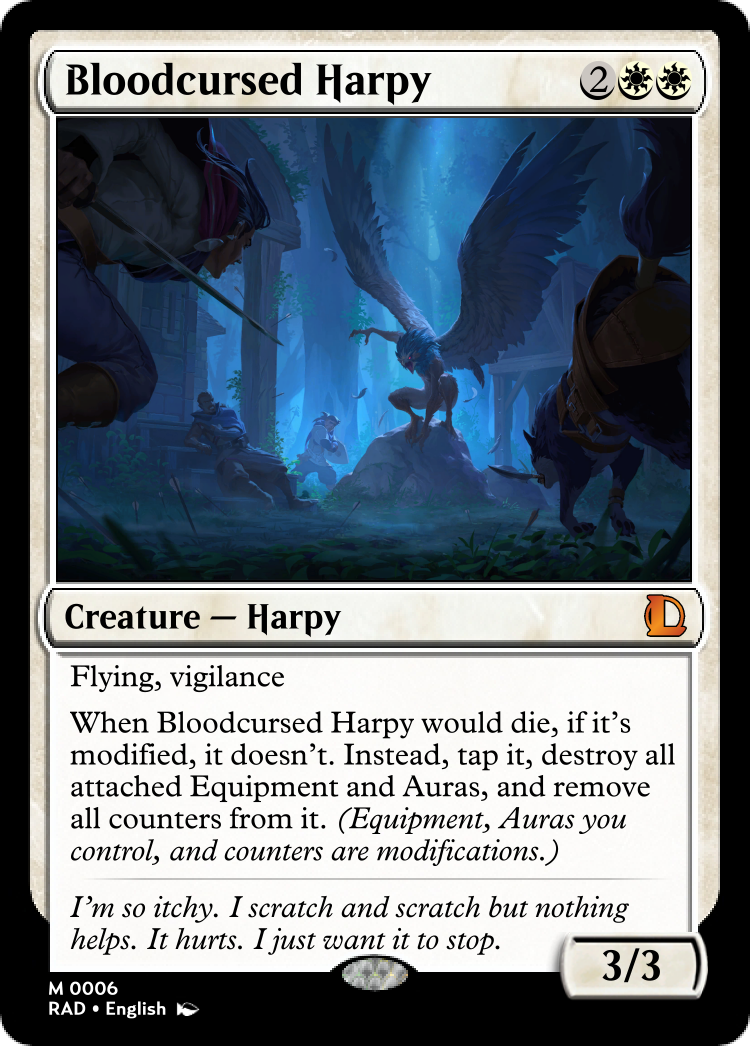 Bloodcursed Harpy 2
Creature — Harpy
Flying, vigilance
When Bloodcursed Harpy would die, if it's
modified, it doesn't. Instead, tap it, destroy all
attached Equipment and Auras, and remove
all counters from it. (Equipment, Auras you
control, and counters are modifications.)
I'm so itchy. I scratch and scratch but nothing
helps. It hurts. I just want it to stop.
3/3
M 0006
RAD • English